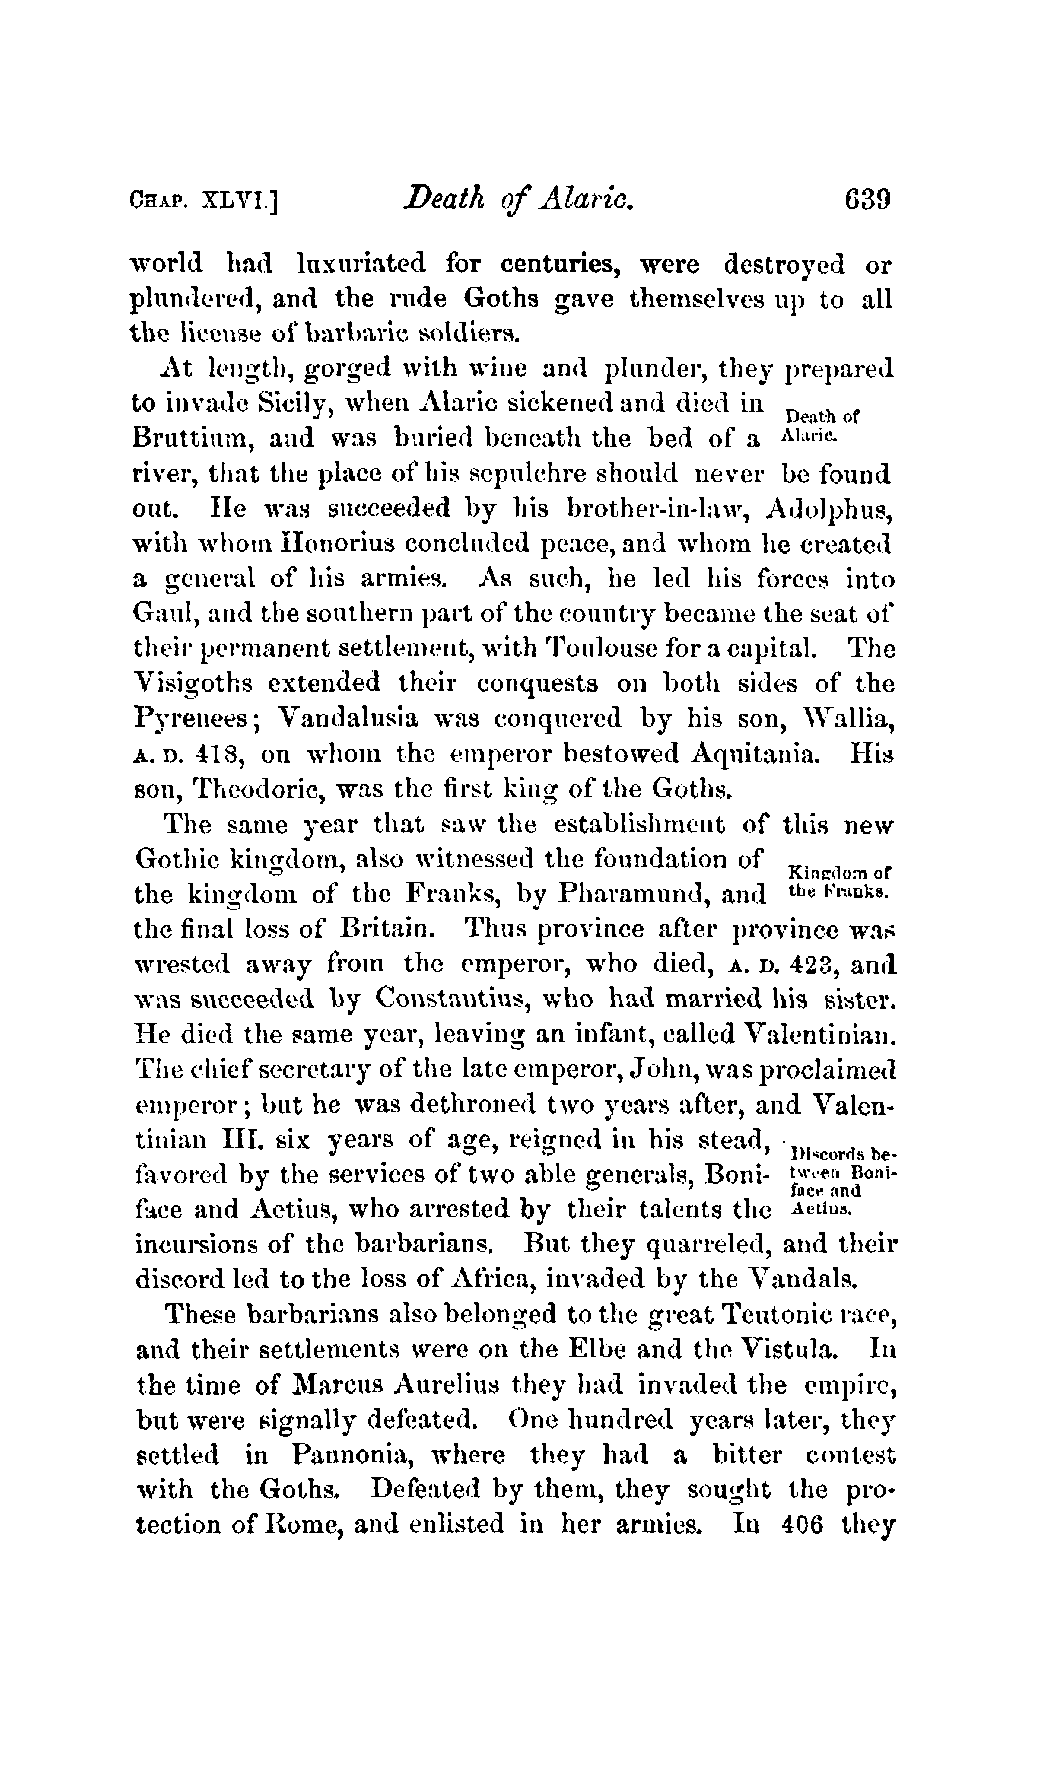 CHAP. XLVI.] Death of Alaric. 639
world had luxuriated for centuries, were destroyed or
plundered, and the rude Goths gave themselves up to all
the license of barbaric soldiers.
At length, gorged with wine and plunder, they prepared
to invade Sicily, when Alaric sickened and died in
Death of
Alaric.
Bruttium, and was buried beneath the bed of a
river, that the place of his sepulchre should never be found
out. He was succeeded by his brother-in-law, Adolphus,
with whom Honorius concluded peace, and whom he created
a general of his armies. As such, he led his forces into
Gaul, and the southern part of the country became the seat of
their permanent settlement, with Toulouse for a capital. The
Visigoths extended their conquests on both sides of the
Pyrenees; Vandalusia was conquered by his son, Wallia,
A. D. 418, on whom the emperor bestowed Aquitania. His
son, Theodoric, was the first king of the Goths.
The same year that saw the establishment of this new
Gothic kingdom, also witnessed the foundation of
Kingdom of
the Franks.
the kingdom of the Franks, by Pharamund, and
the final loss of Britain. Thus province after province was
wrested away from the emperor, who died, A. D. 423, and
was succeeded by Constantius, who had married his sister.
He died the same year, leaving an infant, called Valentinian.
The chief secretary of the late emperor, John, was proclaimed
emperor; but he was dethroned two years after, and Valen-
tinian III. six years of age, reigned in his stead,
Discords be-
tween Boni-
face and
Aetius.
favored by the services of two able generals, Boni-
face and Aetius, who arrested by their talents the
incursions of the barbarians. But they quarreled, and their
discord led to the loss of Africa, invaded by the Vandals.
These barbarians also belonged to the great Teutonic race,
and their settlements were on the Elbe and the Vistula. In
the time of Marcus Aurelius they had invaded the empire,
but were signally defeated. One hundred years later, they
settled in Pannonia, where they had a bitter contest
with the Goths. Defeated by them, they sought the pro-
tection of Rome, and enlisted in her armies. In 406 they